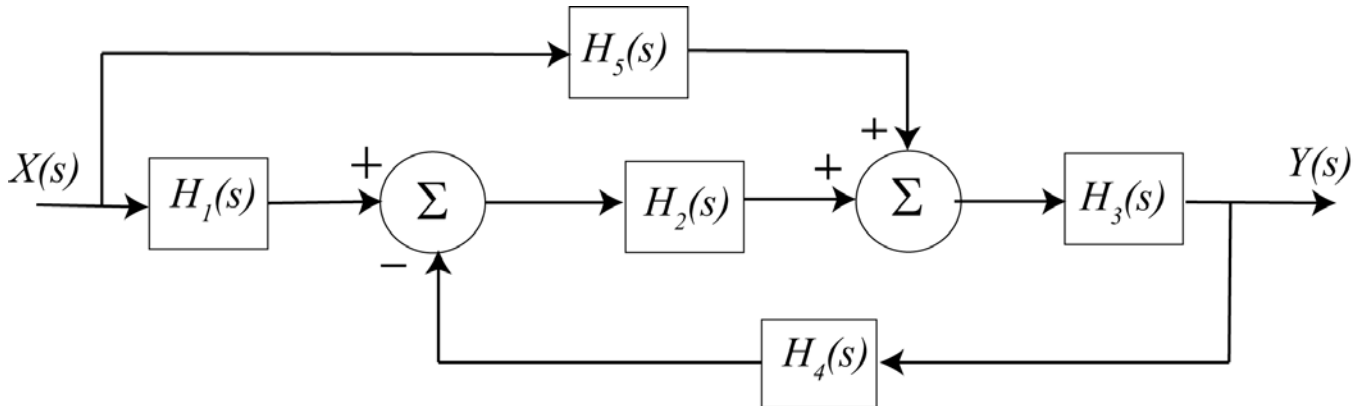 H₅(s)
+
X(s) + + Y(s)
H₁(s) Σ H₂(s) Σ H₃(s)
−
H₄(s)